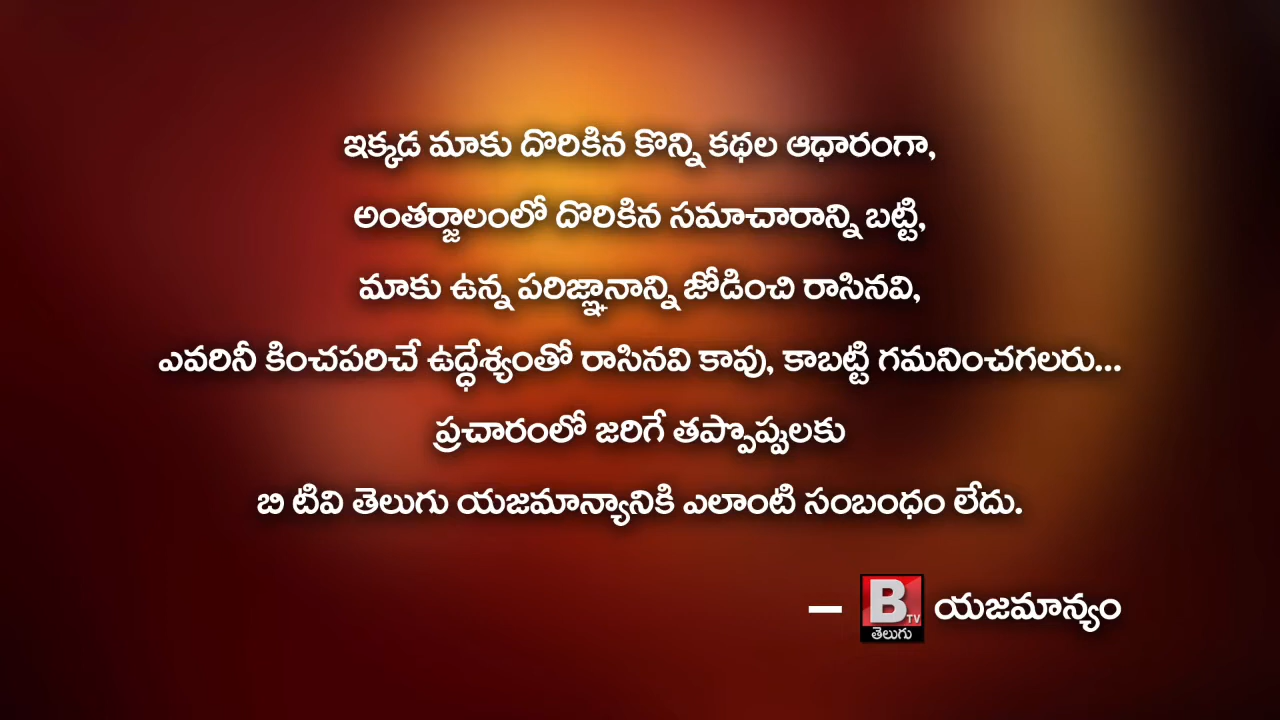 ఇక్కడ మాకు దొరికిన కొన్ని కథల ఆధారంగా,
అంతర్జాలంలో దొరికిన సమాచారాన్ని బట్టి,
మాకు ఉన్న పరిజ్ఞానాన్ని జోడించి రాసినవి,
ఎవరినీ కించపరిచే ఉద్ధేశ్యంతో రాసినవి కావు, కాబట్టి గమనించగలరు...
ప్రచారంలో జరిగే తప్పొప్పులకు
బి టివి తెలుగు యజమాన్యానికి ఎలాంటి సంబంధం లేదు.
– B TV తెలుగు యజమాన్యం